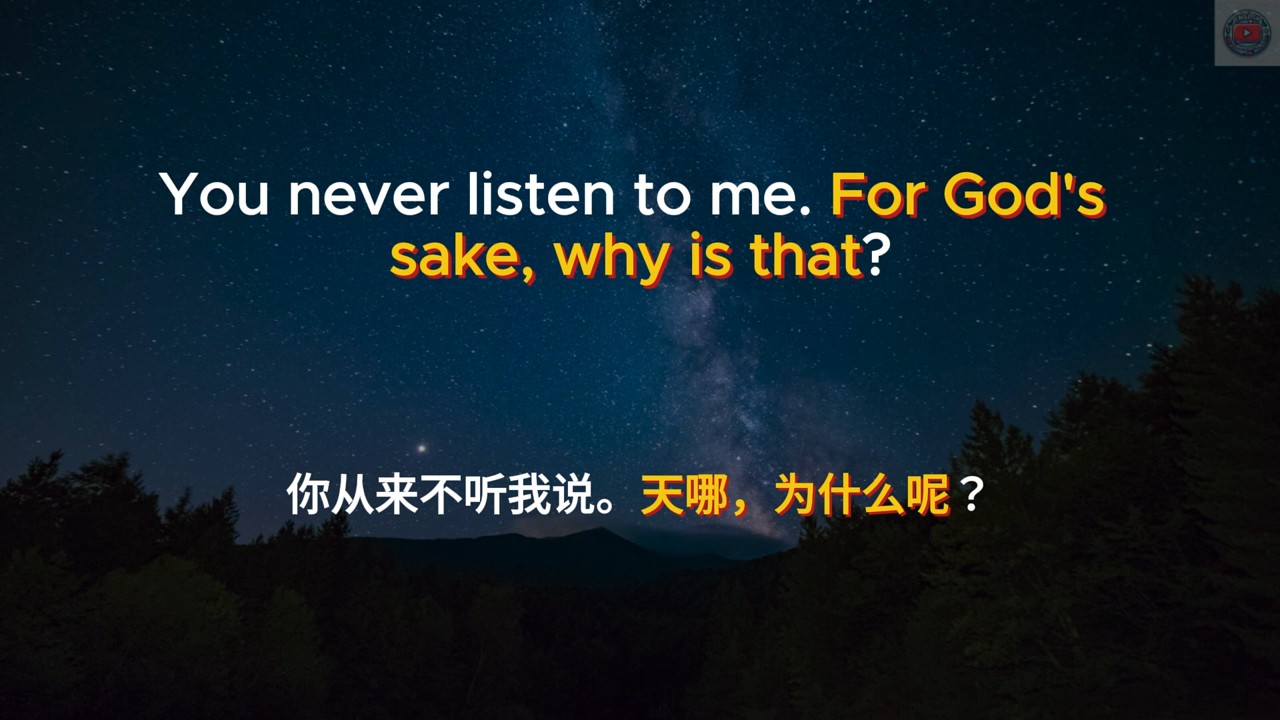 You never listen to me. For God's
sake, why is that?
你从来不听我说。天哪，为什么呢？